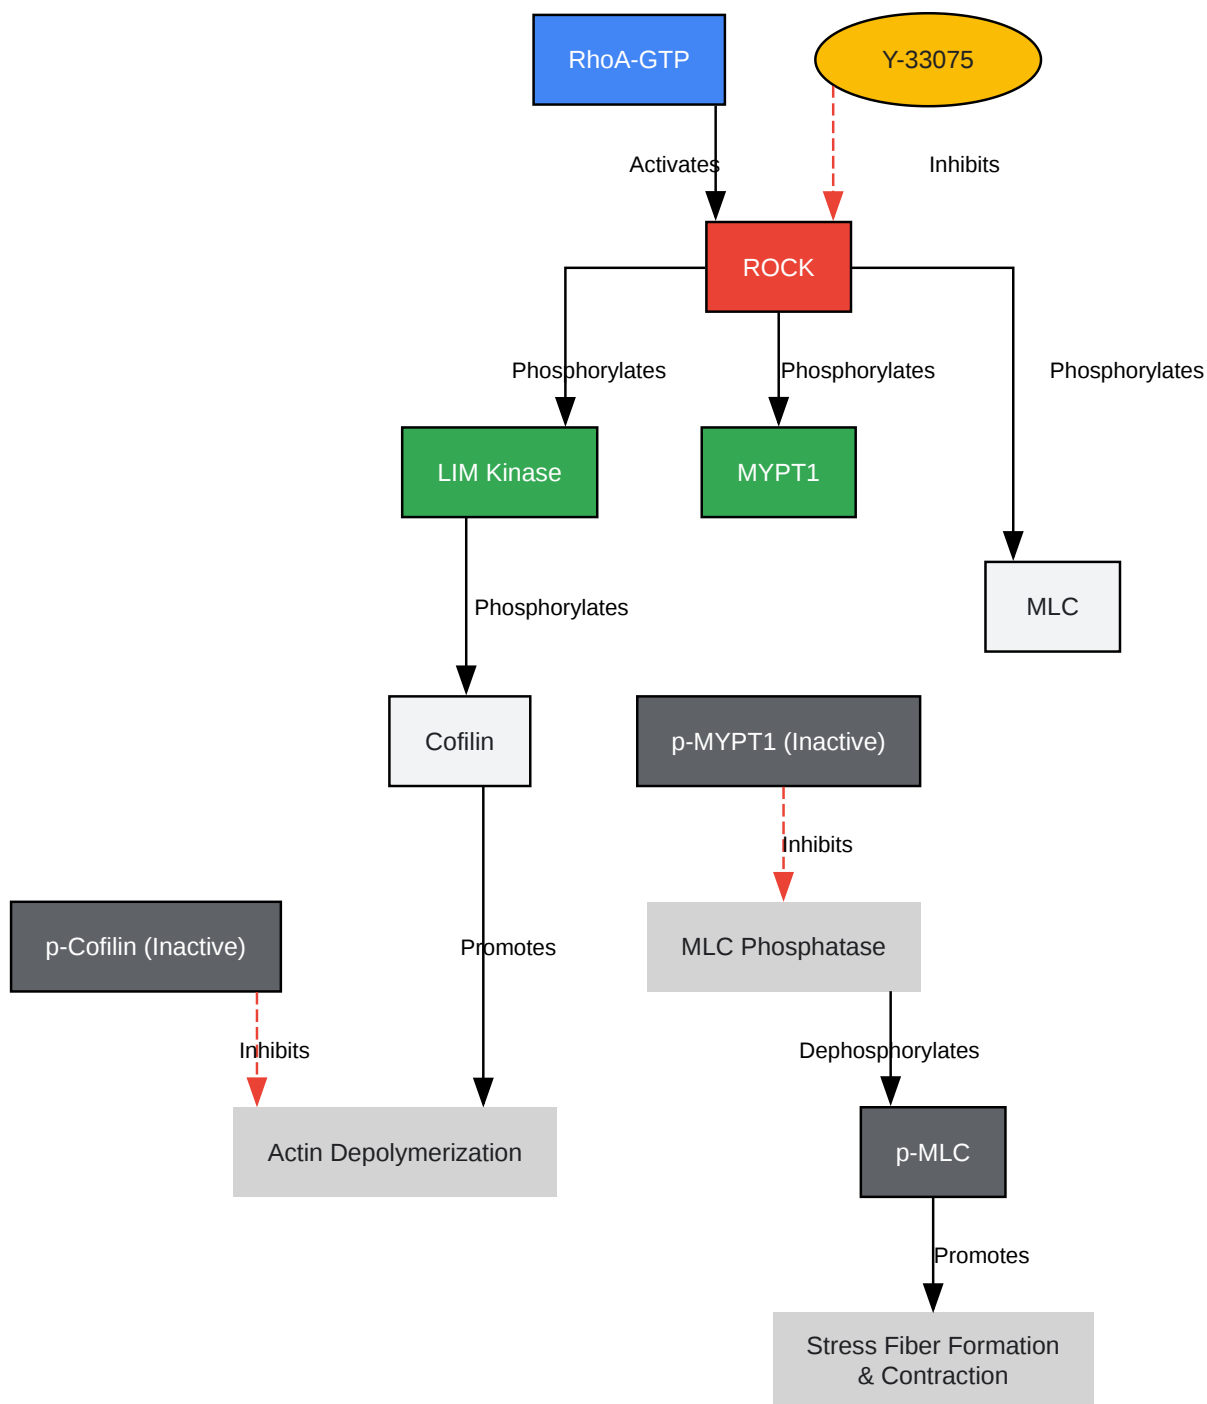 RhoA-GTP
Y-33075
Activates
Inhibits
ROCK
Phosphorylates
Phosphorylates
Phosphorylates
LIM Kinase
MYPT1
MLC
Phosphorylates
Cofilin
p-MYPT1 (Inactive)
Inhibits
p-Cofilin (Inactive)
Promotes
MLC Phosphatase
Inhibits
Dephosphorylates
Actin Depolymerization
p-MLC
Promotes
Stress Fiber Formation
& Contraction